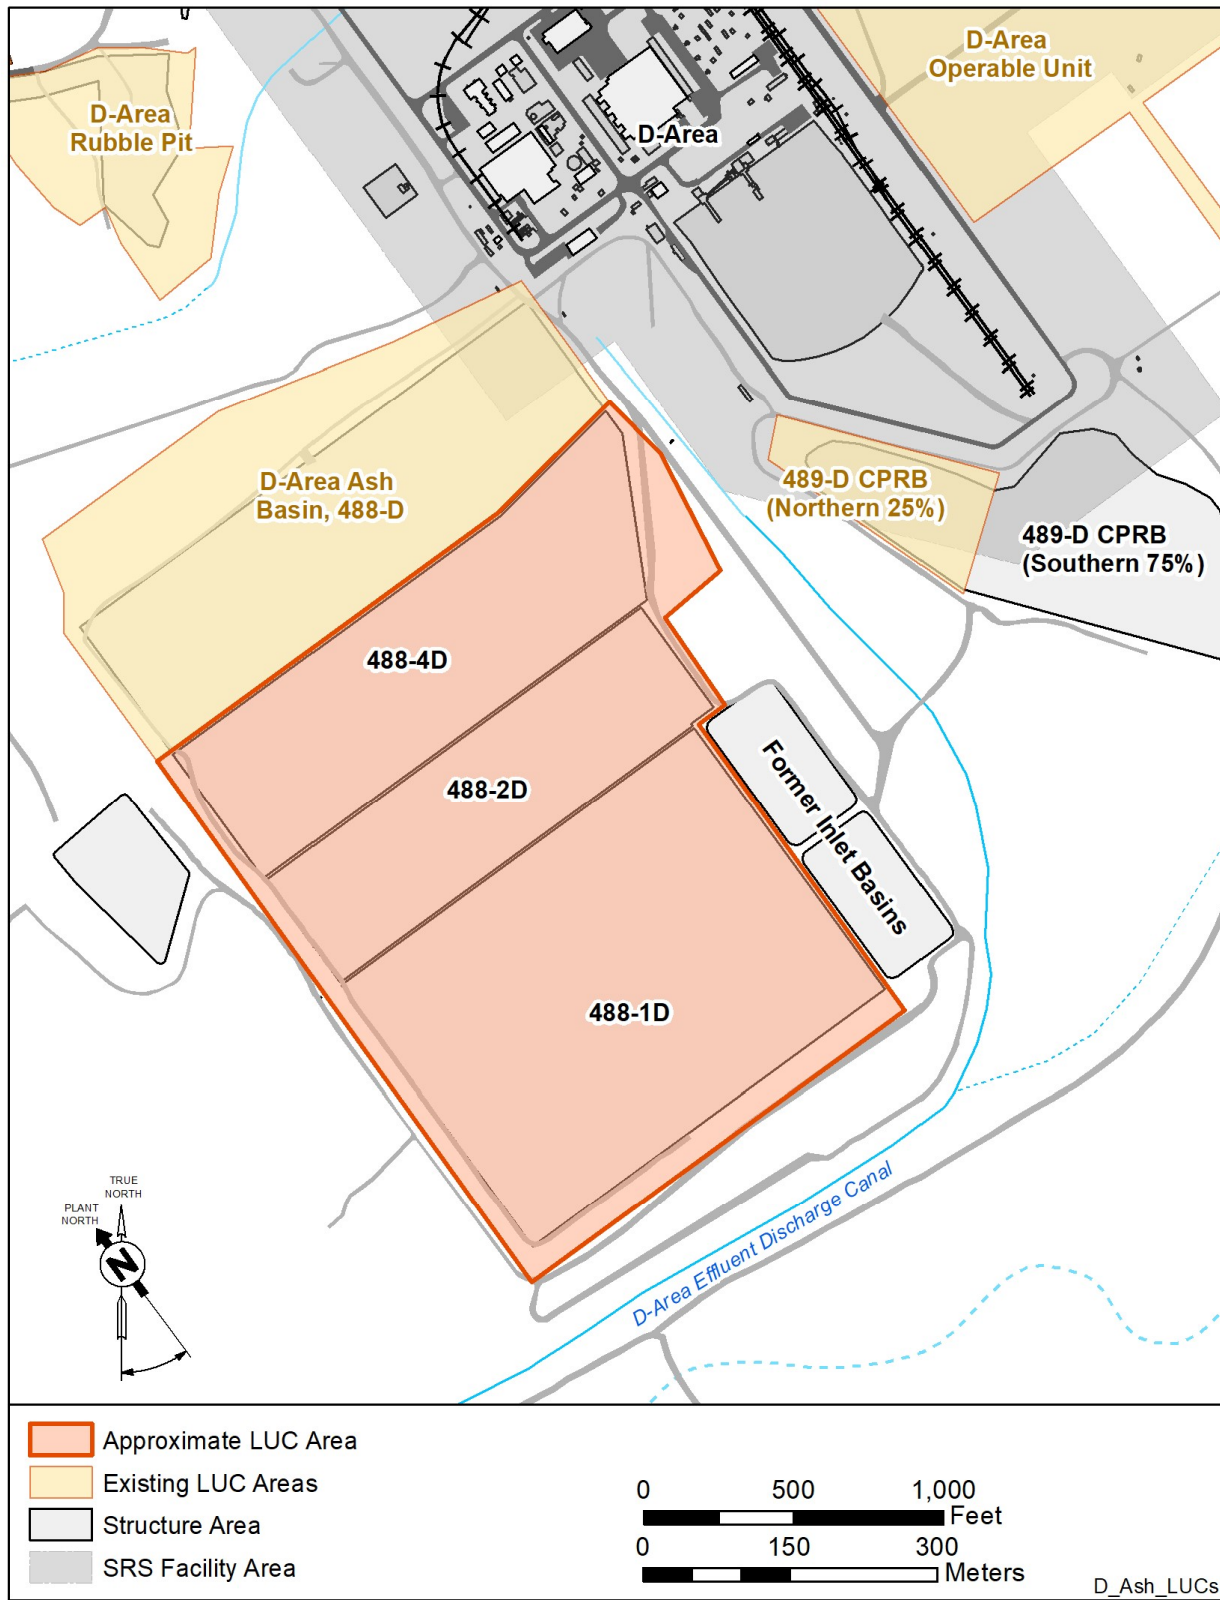 D-Area
Operable Unit
D-Area
Rubble Pit
D-Area
D-Area Ash
Basin, 488-D
489-D CPRB
(Northern 25%)
489-D CPRB
(Southern 75%)
488-4D
488-2D
Former Inlet Basins
488-1D
TRUE
NORTH
PLANT
NORTH
N
D-Area Effluent Discharge Canal
Approximate LUC Area
Existing LUC Areas
Structure Area
SRS Facility Area
0 500 1,000
Feet
0 150 300
Meters
D_Ash_LUCs